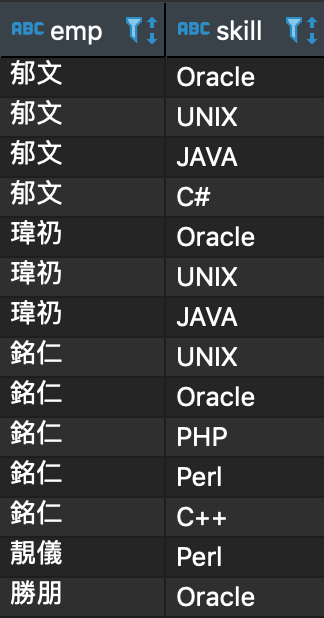 ABC emp ABC skill
郁文 Oracle
郁文 UNIX
郁文 JAVA
郁文 C#
瑋礽 Oracle
瑋礽 UNIX
瑋礽 JAVA
銘仁 UNIX
銘仁 Oracle
銘仁 PHP
銘仁 Perl
銘仁 C++
靚儀 Perl
勝朋 Oracle